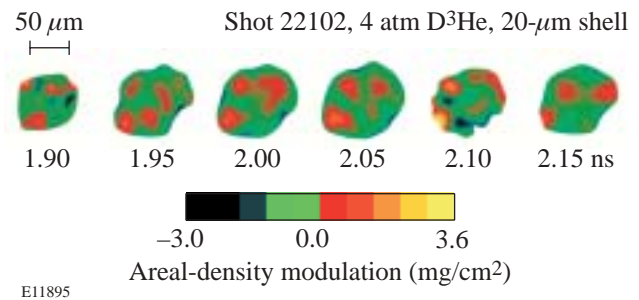 50 μm
Shot 22102, 4 atm D³He, 20-μm shell
1.90 1.95 2.00 2.05 2.10 2.15 ns
–3.0 0.0 3.6
Areal-density modulation (mg/cm²)
E11895